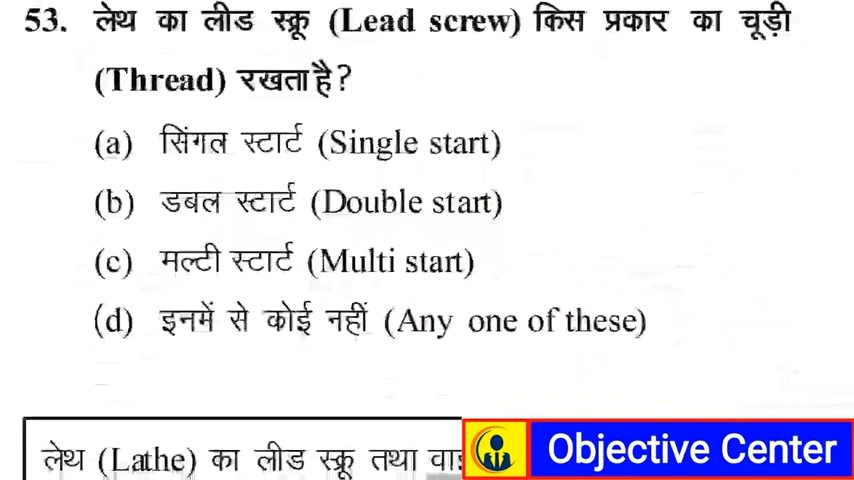 53. लेथ का लीड स्क्रू (Lead screw) किस प्रकार का चूड़ी
(Thread) रखता है?
(a) सिंगल स्टार्ट (Single start)
(b) डबल स्टार्ट (Double start)
(c) मल्टी स्टार्ट (Multi start)
(d) इनमें से कोई नहीं (Any one of these)
लेथ (Lathe) का लीड स्क्रू तथा
Objective Center